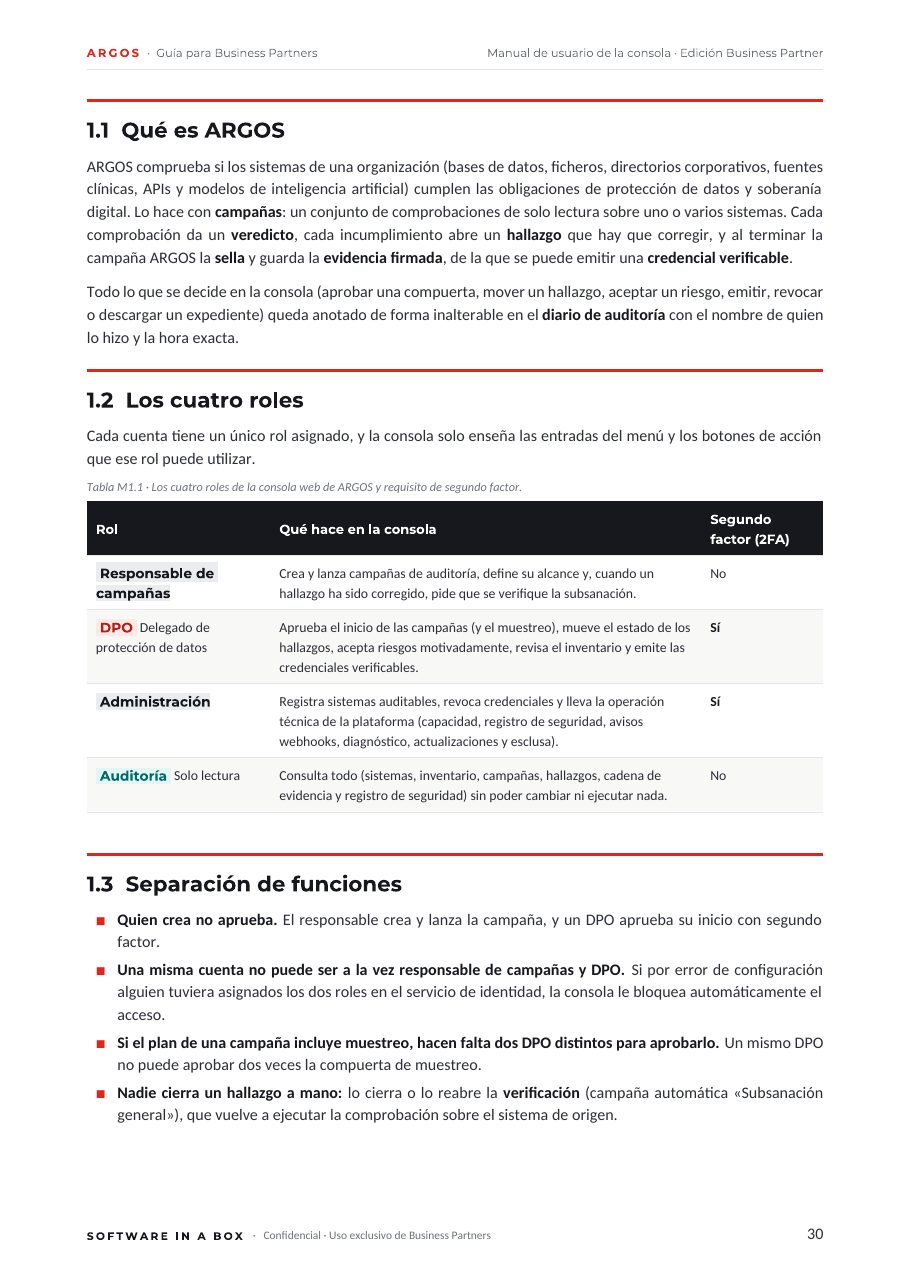 ARGOS · Guía para Business Partners
Manual de usuario de la consola · Edición Business Partner
1.1 Qué es ARGOS
ARGOS comprueba si los sistemas de una organización (bases de datos, ficheros, directorios corporativos, fuentes
clínicas, APIs y modelos de inteligencia artificial) cumplen las obligaciones de protección de datos y soberanía
digital. Lo hace con campañas: un conjunto de comprobaciones de solo lectura sobre uno o varios sistemas. Cada
comprobación da un veredicto, cada incumplimiento abre un hallazgo que hay que corregir, y al terminar la
campaña ARGOS la sella y guarda la evidencia firmada, de la que se puede emitir una credencial verificable.
Todo lo que se decide en la consola (aprobar una compuerta, mover un hallazgo, aceptar un riesgo, emitir, revocar
o descargar un expediente) queda anotado de forma inalterable en el diario de auditoría con el nombre de quien
lo hizo y la hora exacta.
1.2 Los cuatro roles
Cada cuenta tiene un único rol asignado, y la consola solo enseña las entradas del menú y los botones de acción
que ese rol puede utilizar.
Tabla M1.1 · Los cuatro roles de la consola web de ARGOS y requisito de segundo factor.
Rol
Qué hace en la consola
Segundo
factor (2FA)
Responsable de
campañas
Crea y lanza campañas de auditoría, define su alcance y, cuando un
hallazgo ha sido corregido, pide que se verifique la subsanación.
No
DPO Delegado de
protección de datos
Aprueba el inicio de las campañas (y el muestreo), mueve el estado de los
hallazgos, acepta riesgos motivadamente, revisa el inventario y emite las
credenciales verificables.
Sí
Administración
Registra sistemas auditables, revoca credenciales y lleva la operación
técnica de la plataforma (capacidad, registro de seguridad, avisos
webhooks, diagnóstico, actualizaciones y esclusa).
Sí
Auditoría Solo lectura
Consulta todo (sistemas, inventario, campañas, hallazgos, cadena de
evidencia y registro de seguridad) sin poder cambiar ni ejecutar nada.
No
1.3 Separación de funciones
■ Quien crea no aprueba. El responsable crea y lanza la campaña, y un DPO aprueba su inicio con segundo
factor.
■ Una misma cuenta no puede ser a la vez responsable de campañas y DPO. Si por error de configuración
alguien tuviera asignados los dos roles en el servicio de identidad, la consola le bloquea automáticamente el
acceso.
■ Si el plan de una campaña incluye muestreo, hacen falta dos DPO distintos para aprobarlo. Un mismo DPO
no puede aprobar dos veces la compuerta de muestreo.
■ Nadie cierra un hallazgo a mano: lo cierra o lo reabre la verificación (campaña automática «Subsanación
general»), que vuelve a ejecutar la comprobación sobre el sistema de origen.
SOFTWARE IN A BOX · Confidencial · Uso exclusivo de Business Partners
30